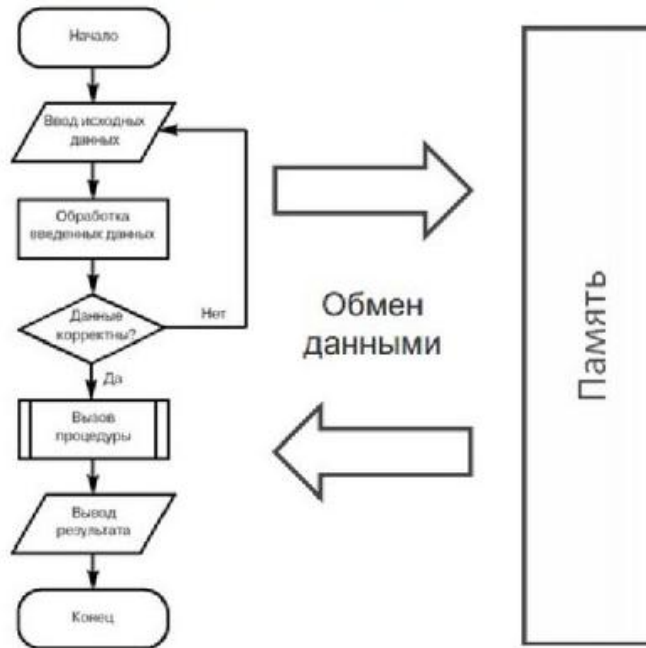 Начало
Ввод исходных
данных
Обработка
введенных данных
Данные
корректны?
Нет
Да
Вызов
процедуры
Вывод
результата
Конец
Обмен
данными
Память